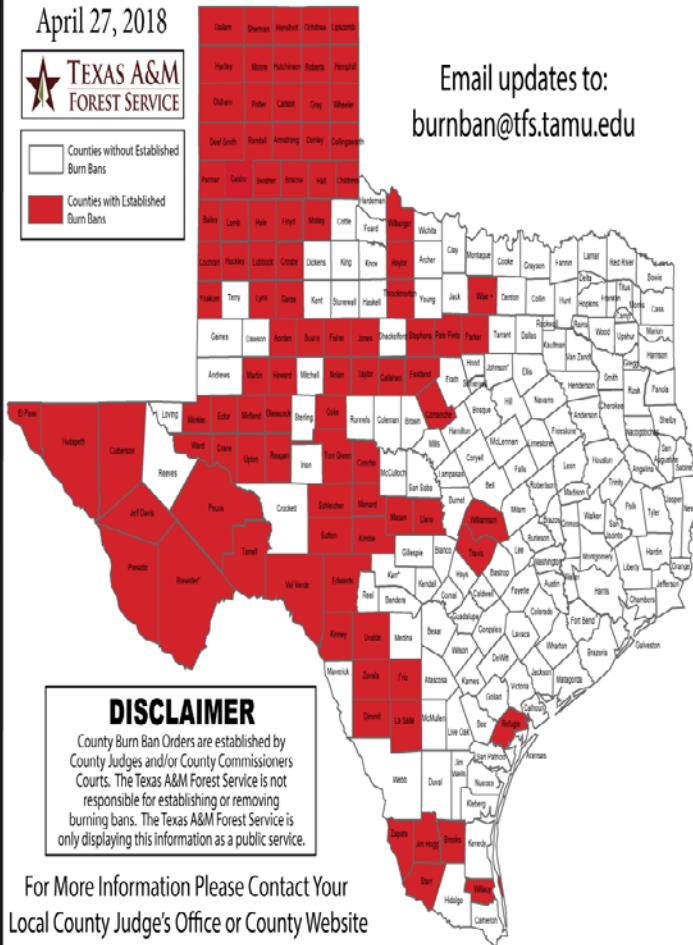 April 27, 2018
TEXAS A&M
FOREST SERVICE
Counties without Established
Burn Bans
Counties with Established
Burn Bans
Email updates to:
burnban@tfs.tamu.edu
Dallam Sherman Hansford Ochiltree Lipscomb
Hartley Moore Hutchinson Roberts Hemphill
Oldham Potter Carson Gray Wheeler
Deaf Smith Randall Armstrong Donley Collingsworth
Parmer Castro Swisher Briscoe Hall Childress
Hardeman
Bailey Lamb Hale Floyd Motley Cottle Foard Wilbarger Wichita
Clay Montague Cooke Grayson Fannin Lamar Red River Bowie
Delta Titus
Cochran Hockley Lubbock Crosby Dickens King Knox Baylor Archer
Yoakum Terry Lynn Garza Kent Stonewall Haskell Throckmorton Young Jack Wise + Denton Collin Hunt Hopkins Franklin Morris Cass
Camp
Gaines Dawson Borden Scurry Fisher Jones Shackelford Stephens Palo Pinto Parker Tarrant Dallas Rockwall Kaufman Rains Wood Upshur Marion
Van Zandt Gregg Harrison
Andrews Martin Howard Mitchell Nolan Taylor Callahan Eastland Erath Hood Somervell Johnson* Ellis
Henderson Smith Rusk Panola
El Paso Hudspeth Culberson Loving Winkler Ector Midland Glasscock Sterling Coke Runnels Coleman Brown Comanche Bosque Hill Navarro Anderson Cherokee Shelby
Hamilton Freestone Nacogdoches
Ward Crane Upton Reagan Irion Tom Green Concho McCulloch Mills McLennan Limestone San Augustine Sabine
Reeves Coryell Falls Leon Houston Angelina
Lampasas Bell Robertson Madison Trinity
San Saba Burnet Milam Polk Tyler Jasper
Jeff Davis Pecos Crockett Schleicher Menard Mason Llano Williamson Brazos Grimes Walker San Jacinto
Burleson
Sutton Kimble Gillespie Blanco Travis Lee Washington Montgomery Hardin
Liberty Orange
Presidio Brewster* Terrell Val Verde Edwards Kerr* Kendall Hays Bastrop Austin Waller Harris Jefferson
Real Bandera Comal Caldwell Fayette Chambers
Guadalupe Colorado Fort Bend
Kinney Uvalde Medina Bexar Gonzales Lavaca Wharton Brazoria Galveston
Wilson DeWitt
Maverick Zavala Frio Atascosa Karnes Jackson Matagorda
Victoria
Goliad Calhoun
Dimmit La Salle McMullen Live Oak Bee Refugio
San Patricio Aransas
Webb Duval Jim Wells Nueces
Kleberg
Zapata Jim Hogg Brooks Kenedy
Starr Hidalgo Willacy
Cameron
DISCLAIMER
County Burn Ban Orders are established by
County Judges and/or County Commissioners
Courts. The Texas A&M Forest Service is not
responsible for establishing or removing
burning bans. The Texas A&M Forest Service is
only displaying this information as a public service.
For More Information Please Contact Your
Local County Judge's Office or County Website